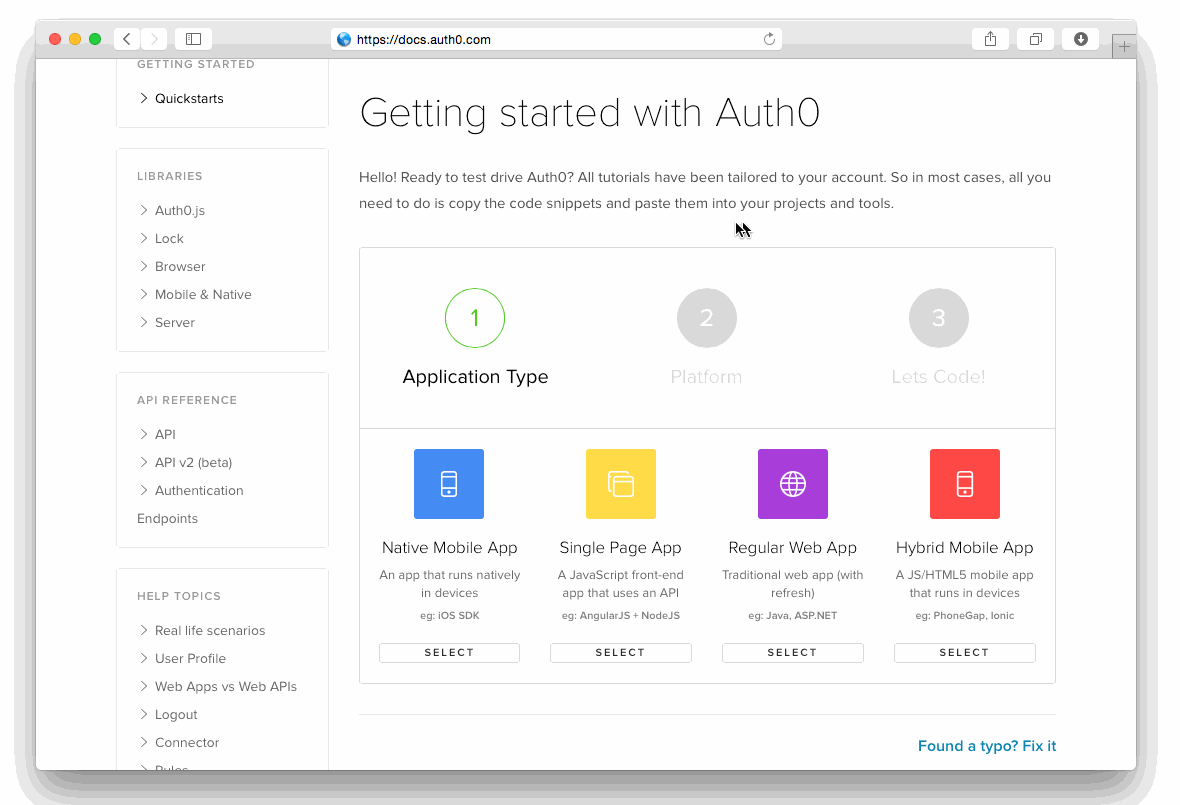 https://docs.auth0.com
GETTING STARTED
Quickstarts
LIBRARIES
Auth0.js
Lock
Browser
Mobile & Native
Server
API REFERENCE
API
API v2 (beta)
Authentication
Endpoints
HELP TOPICS
Real life scenarios
User Profile
Web Apps vs Web APIs
Logout
Connector
Rules
Getting started with Auth0
Hello! Ready to test drive Auth0? All tutorials have been tailored to your account. So in most cases, all you
need to do is copy the code snippets and paste them into your projects and tools.
1
Application Type
2
Platform
3
Lets Code!
Native Mobile App
An app that runs natively
in devices
eg: iOS SDK
SELECT
Single Page App
A JavaScript front-end
app that uses an API
eg: AngularJS + NodeJS
SELECT
Regular Web App
Traditional web app (with
refresh)
eg: Java, ASP.NET
SELECT
Hybrid Mobile App
A JS/HTML5 mobile app
that runs in devices
eg: PhoneGap, Ionic
SELECT
Found a typo? Fix it